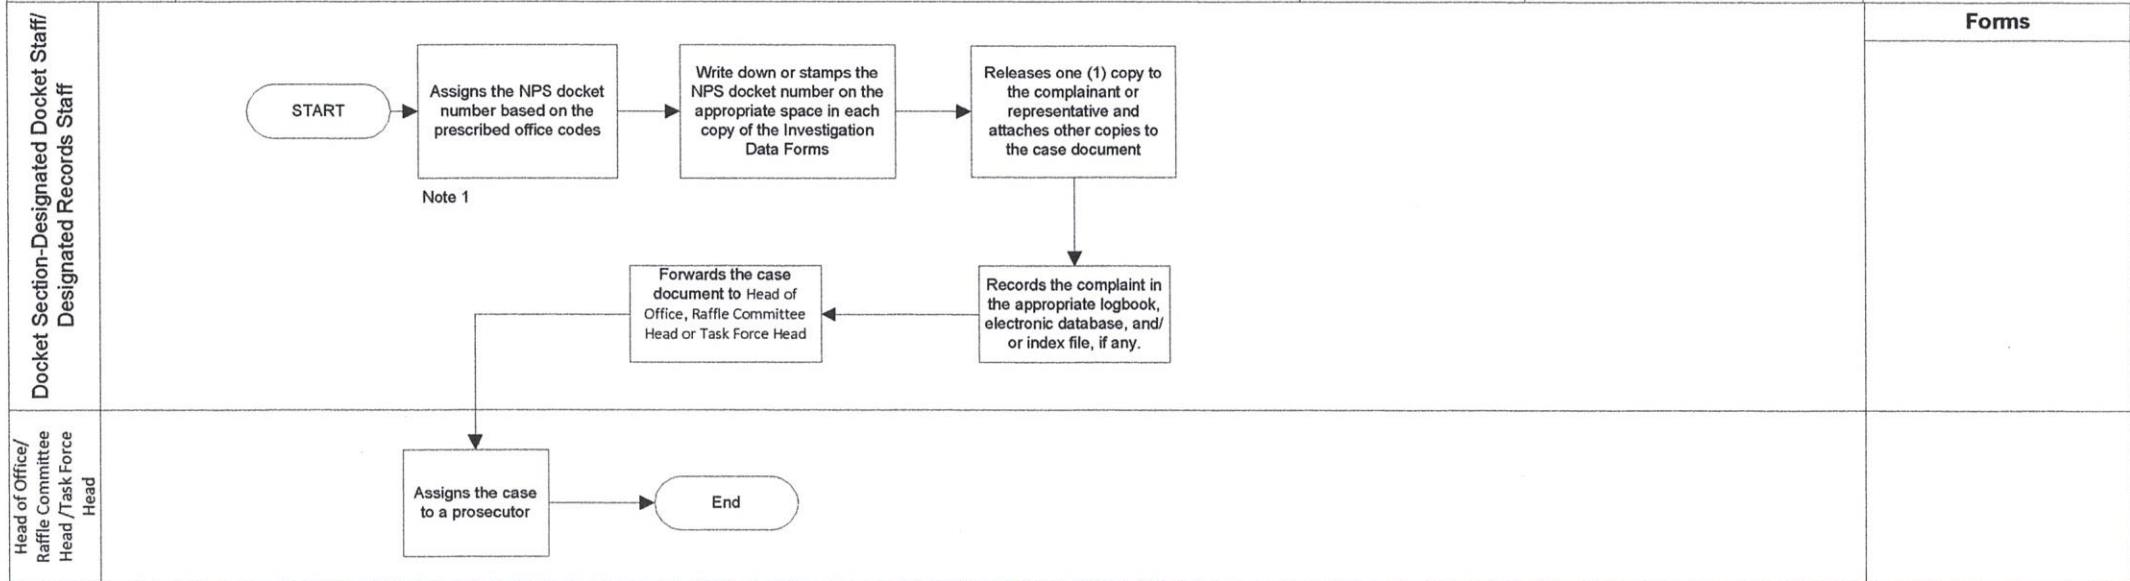 Docket Section-Designated Docket Staff/
Designated Records Staff
Forms
START
Assigns the NPS docket
number based on the
prescribed office codes
Note 1
Write down or stamps the
NPS docket number on the
appropriate space in each
copy of the Investigation
Data Forms
Releases one (1) copy to
the complainant or
representative and
attaches other copies to
the case document
Records the complaint in
the appropriate logbook,
electronic database, and/
or index file, if any.
Forwards the case
document to Head of
Office, Raffle Committee
Head or Task Force Head
Head of Office/
Raffle Committee
Head /Task Force
Head
Assigns the case
to a prosecutor
End